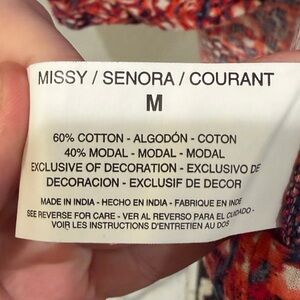 MISSY / SENORA / COURANT
M
60% COTTON - ALGODÓN - COTON
40% MODAL - MODAL - MODAL
EXCLUSIVE OF DECORATION - EXCLUSIVO DE
DECORACION - EXCLUSIF DE DECOR
MADE IN INDIA - HECHO EN INDIA - FABRIQUE EN INDE
SEE REVERSE FOR CARE - VER AL REVERSO PARA EL CUIDADO -
VOIR LES INSTRUCTIONS D'ENTRETIEN AU DOS